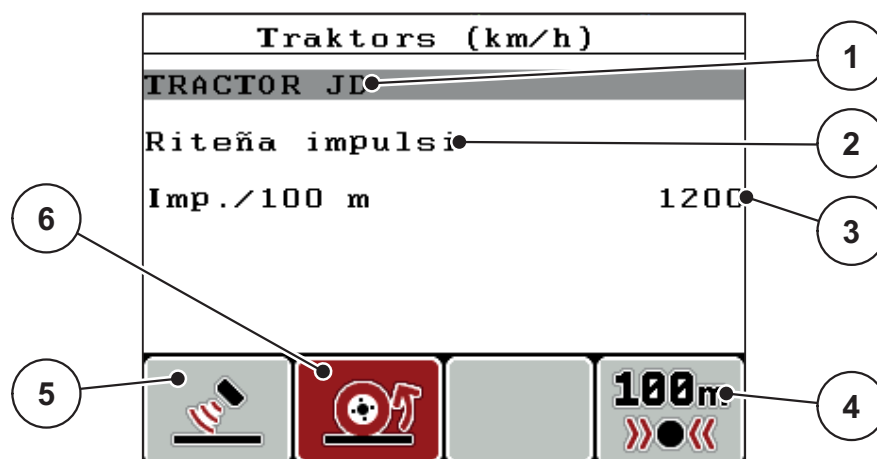 Traktors (km/h)
1
TRACTOR JD
Riteña impulsi
2
Imp./100 m 1200
3
6
5
100m
4